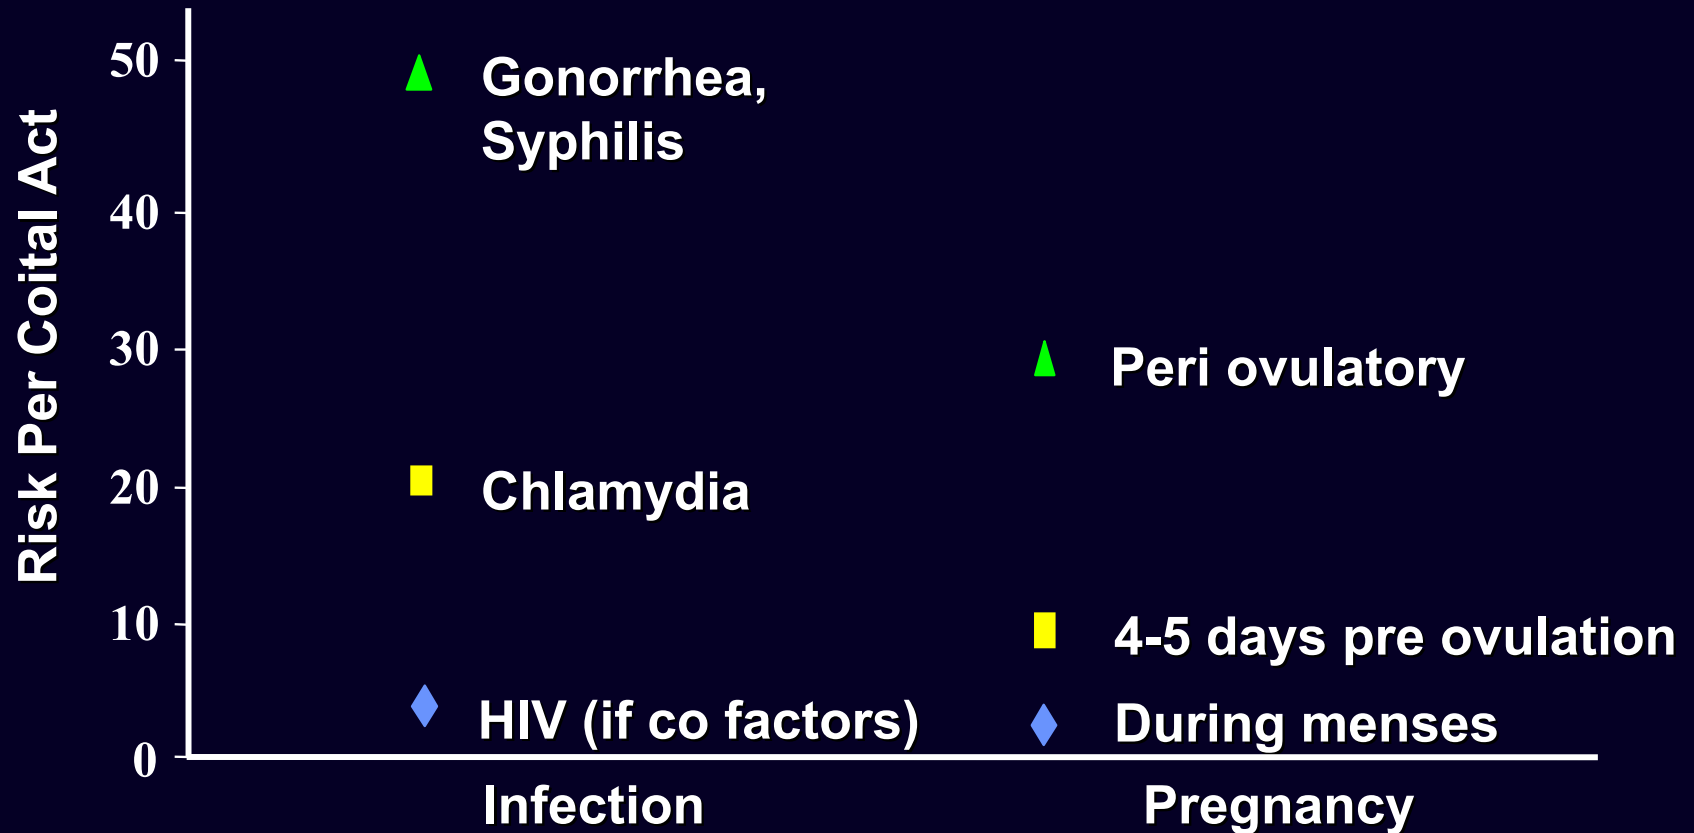 Risk Per Coital Act
50
40
30
20
10
0
Gonorrhea,
Syphilis
Chlamydia
HIV (if co factors)
Peri ovulatory
4-5 days pre ovulation
During menses
Infection
Pregnancy